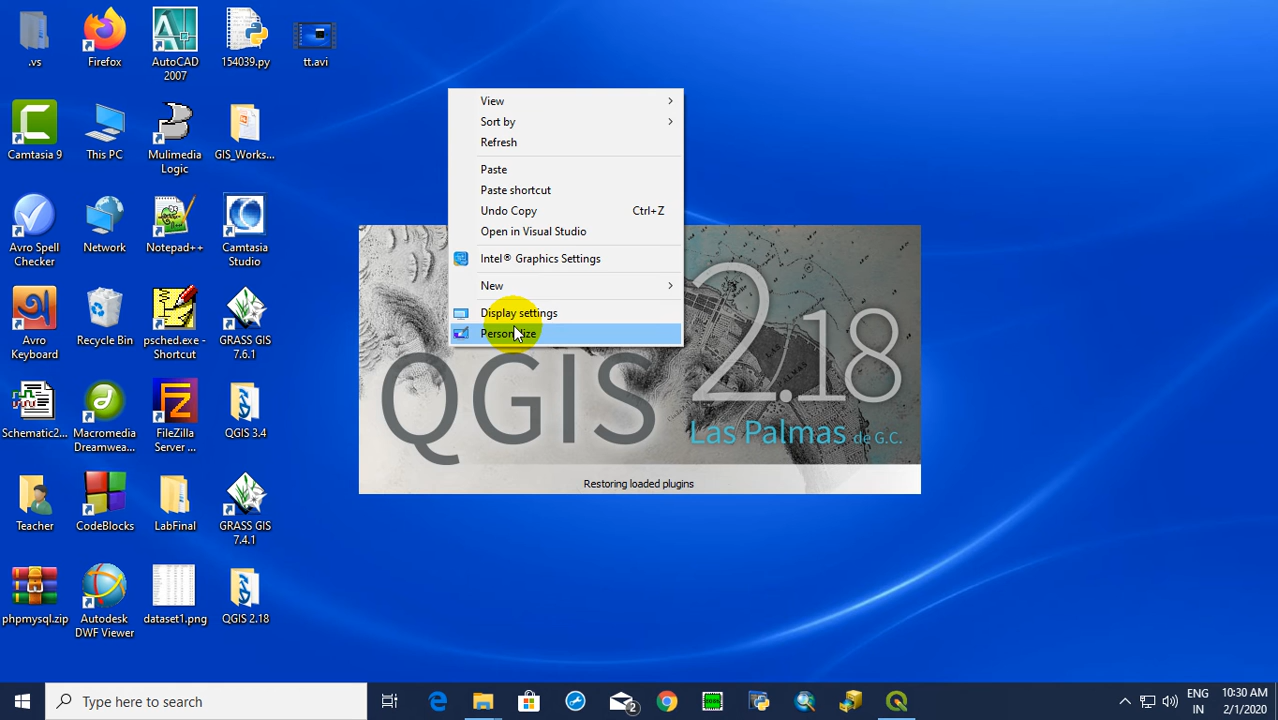 .vs
Firefox
AutoCAD
2007
154039.py
tt.avi
Camtasia 9
This PC
Mulimedia
Logic
GIS_Works...
Avro Spell
Checker
Network
Notepad++
Camtasia
Studio
Avro
Keyboard
Recycle Bin
psched.exe -
Shortcut
GRASS GIS
7.6.1
Schematic2...
Macromedia
Dreamwea...
FileZilla
Server ...
QGIS 3.4
Teacher
CodeBlocks
LabFinal
GRASS GIS
7.4.1
phpmysql.zip
Autodesk
DWF Viewer
dataset1.png
QGIS 2.18
View
Sort by
Refresh
Paste
Paste shortcut
Undo Copy Ctrl+Z
Open in Visual Studio
Intel® Graphics Settings
New
Display settings
Personalize
QGIS
2.18
Las Palmas de G.C.
Restoring loaded plugins
Type here to search
2
ENG
IN
10:30 AM
2/1/2020